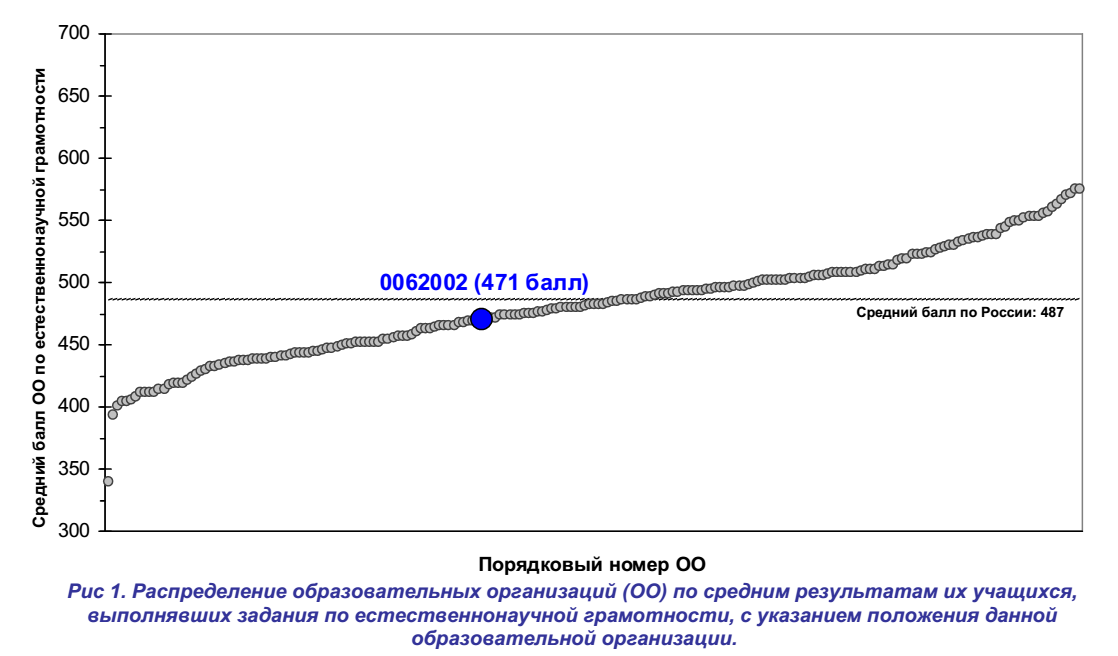 Средний балл ОО по естественнонаучной грамотности
700
650
600
550
500
450
400
350
300
0062002 (471 балл)
Средний балл по России: 487
Порядковый номер ОО
Рис 1. Распределение образовательных организаций (ОО) по средним результатам их учащихся,
выполнявших задания по естественнонаучной грамотности, с указанием положения данной
образовательной организации.